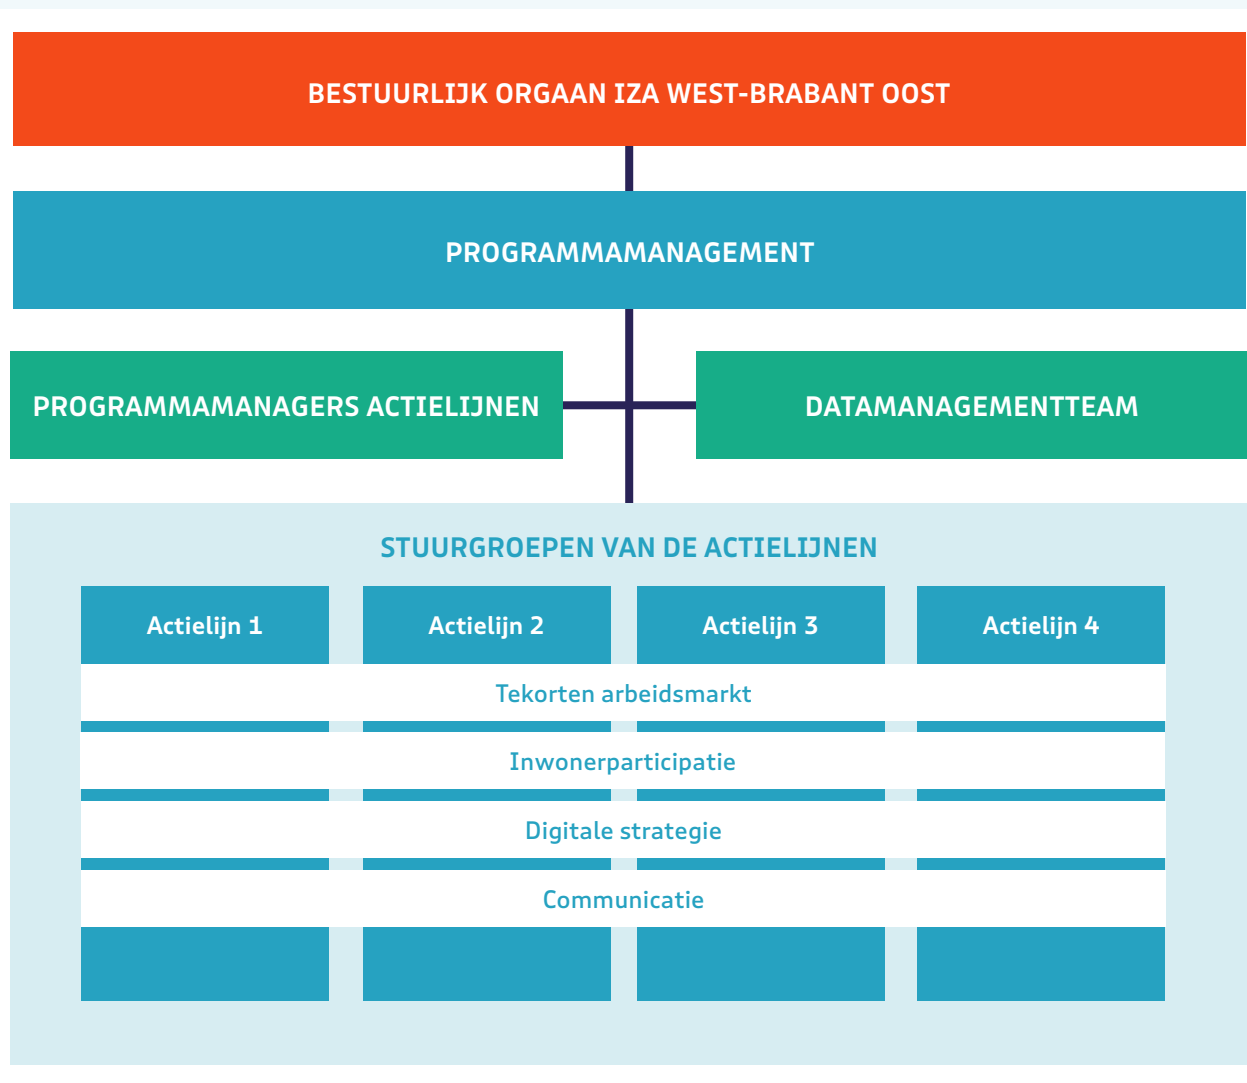 BESTUURLIJK ORGAAN IZA WEST-BRABANT OOST
PROGRAMMAMANAGEMENT
PROGRAMMAMANAGERS ACTIELIJNEN
DATAMANAGEMENTTEAM
STUURGROEPEN VAN DE ACTIELIJNEN
Actielijn 1
Actielijn 2
Actielijn 3
Actielijn 4
Tekorten arbeidsmarkt
Inwonerparticipatie
Digitale strategie
Communicatie